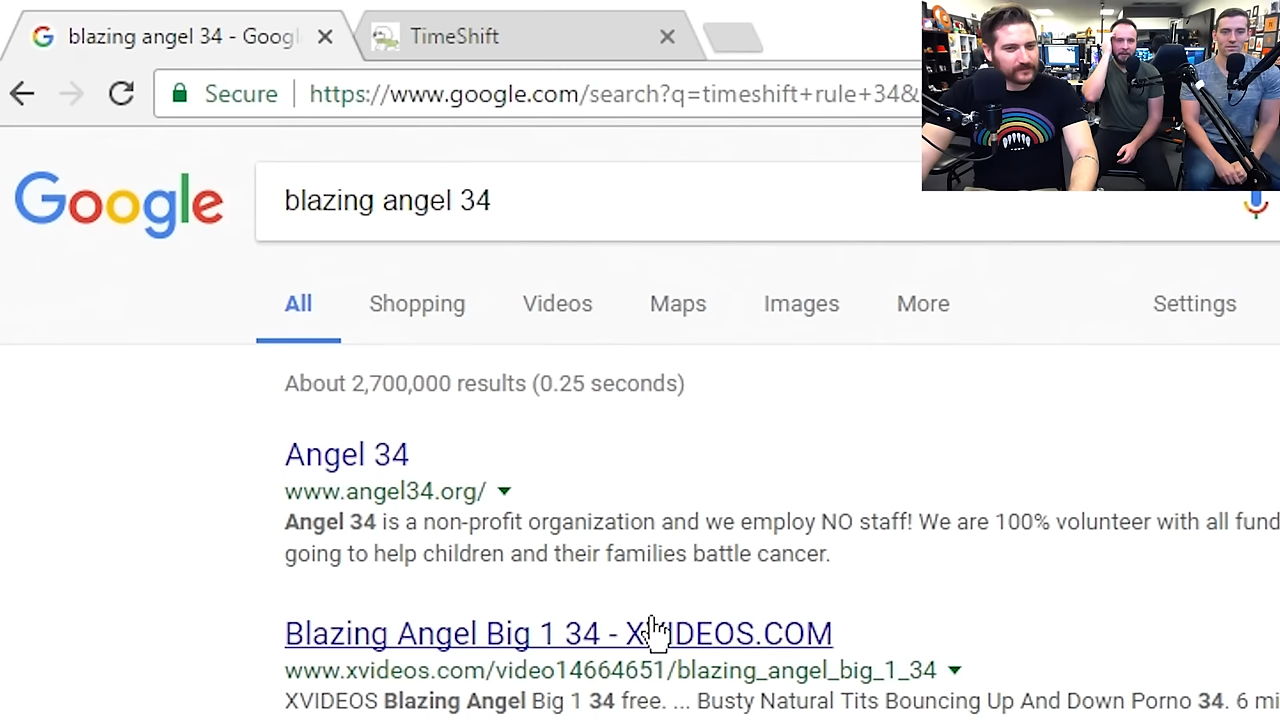 blazing angel 34 - Googl
TimeShift
Secure
https://www.google.com/search?q=timeshift+rule+34&
Google
blazing angel 34
All
Shopping
Videos
Maps
Images
More
Settings
About 2,700,000 results (0.25 seconds)
Angel 34
www.angel34.org/
Angel 34 is a non-profit organization and we employ NO staff! We are 100% volunteer with all fund
going to help children and their families battle cancer.
Blazing Angel Big 1 34 - XVIDEOS.COM
www.xvideos.com/video14664651/blazing_angel_big_1_34
XVIDEOS Blazing Angel Big 1 34 free. ... Busty Natural Tits Bouncing Up And Down Porno 34. 6 mi